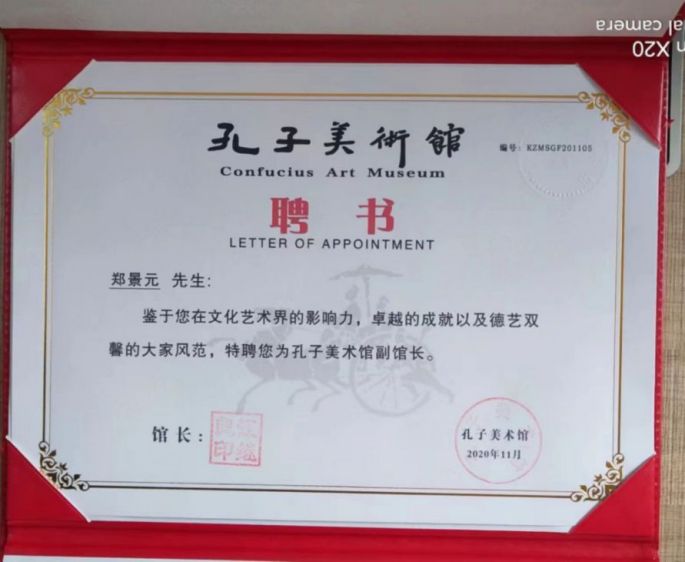 孔子美術館
编号：KZMSGF201105
Confucius Art Museum
聘书
LETTER OF APPOINTMENT
郑景元 先生：
鉴于您在文化艺术界的影响力，卓越的成就以及德艺双
馨的大家风范，特聘您为孔子美术馆副馆长。
馆长：
孔子美术馆
2020年11月